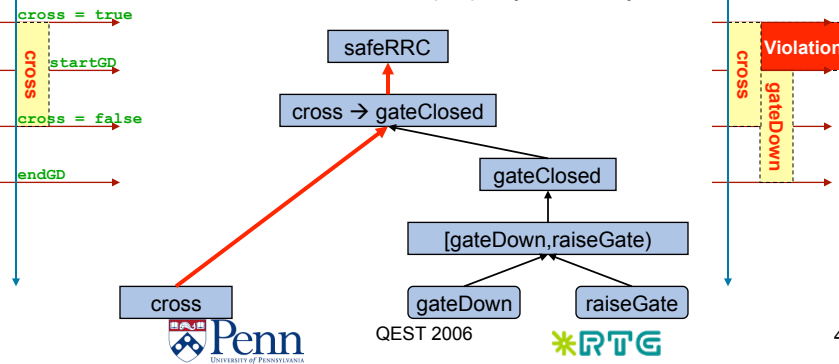 cross = true
cross
startGD
cross = false
endGD
safeRRC
cross → gateClosed
gateClosed
[gateDown,raiseGate)
cross
gateDown
raiseGate
cross
Violation
gateDown
Penn
UNIVERSITY OF PENNSYLVANIA
QEST 2006
RTG
4